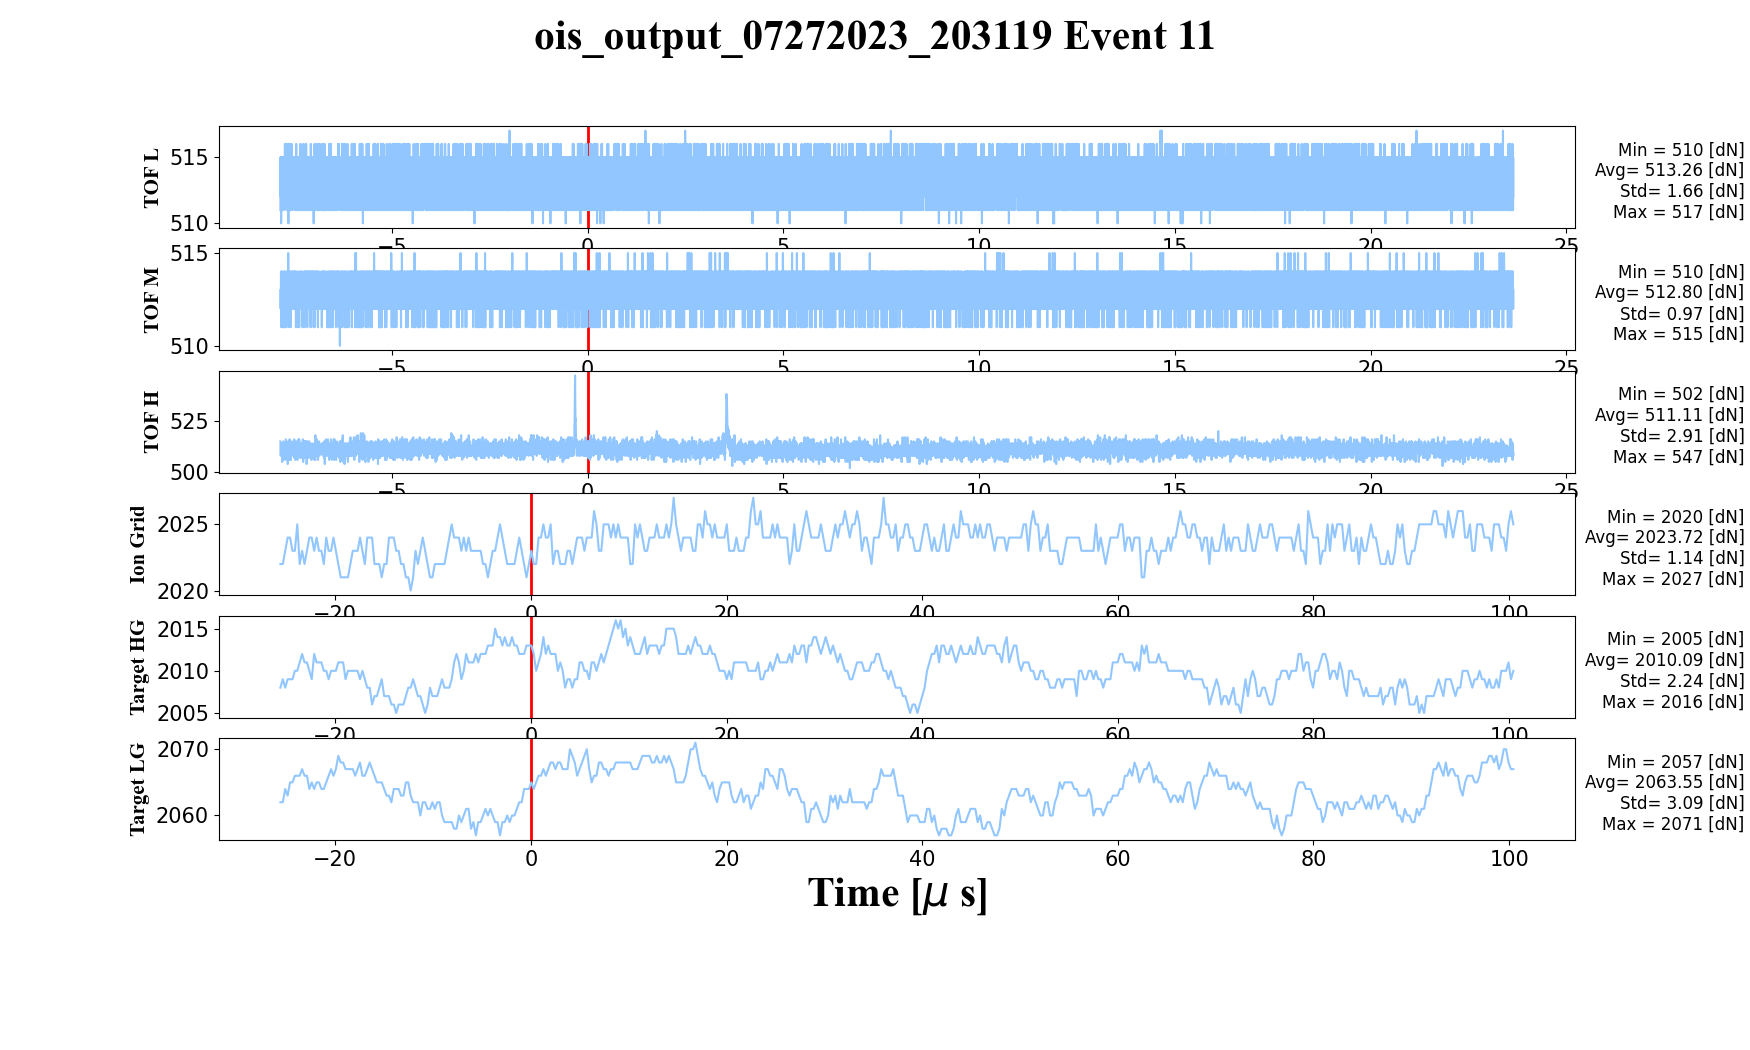 ois_output_07272023_203119 Event 11
TOF L
515
510
Min = 510 [dN]
Avg= 513.26 [dN]
Std= 1.66 [dN]
Max = 517 [dN]
−5 0 5 10 15 20 25
TOF M
515
510
Min = 510 [dN]
Avg= 512.80 [dN]
Std= 0.97 [dN]
Max = 515 [dN]
−5 0 5 10 15 20 25
TOF H
525
500
Min = 502 [dN]
Avg= 511.11 [dN]
Std= 2.91 [dN]
Max = 547 [dN]
−5 0 5 10 15 20 25
Ion Grid
2025
2020
Min = 2020 [dN]
Avg= 2023.72 [dN]
Std= 1.14 [dN]
Max = 2027 [dN]
−20 0 20 40 60 80 100
Target HG
2015
2010
2005
Min = 2005 [dN]
Avg= 2010.09 [dN]
Std= 2.24 [dN]
Max = 2016 [dN]
−20 0 20 40 60 80 100
Target LG
2070
2060
Min = 2057 [dN]
Avg= 2063.55 [dN]
Std= 3.09 [dN]
Max = 2071 [dN]
−20 0 20 40 60 80 100
Time [μ s]